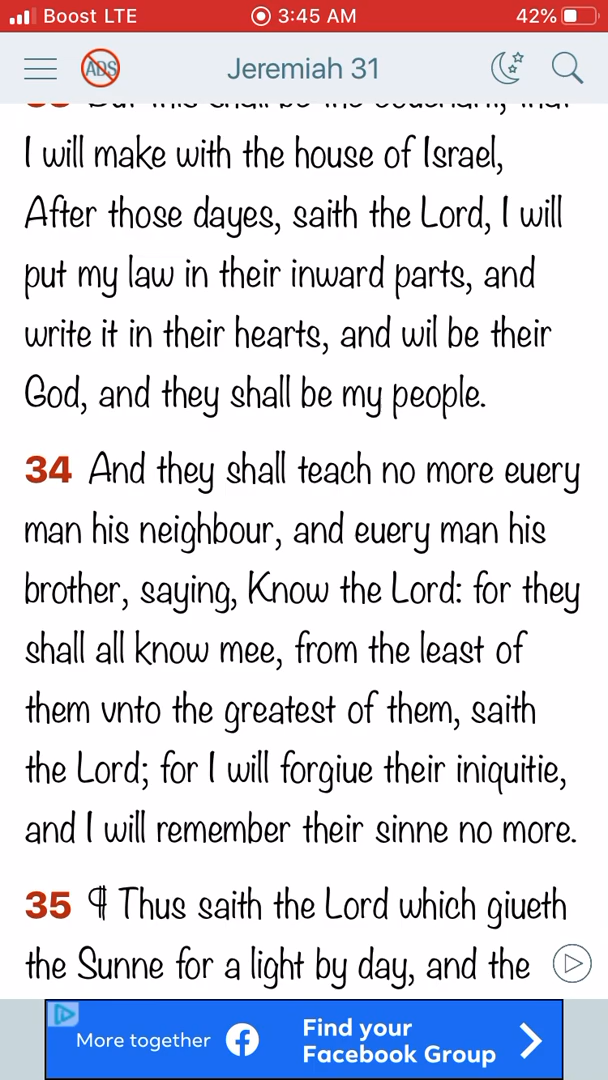 Boost LTE 3:45 AM 42%
ADS Jeremiah 31
I will make with the house of Israel,
After those dayes, saith the Lord, I will
put my law in their inward parts, and
write it in their hearts, and wil be their
God, and they shall be my people.
34 And they shall teach no more euery
man his neighbour, and euery man his
brother, saying, Know the Lord: for they
shall all know mee, from the least of
them vnto the greatest of them, saith
the Lord; for I will forgiue their iniquitie,
and I will remember their sinne no more.
35 ¶ Thus saith the Lord which giueth
the Sunne for a light by day, and the
More together Find your
Facebook Group